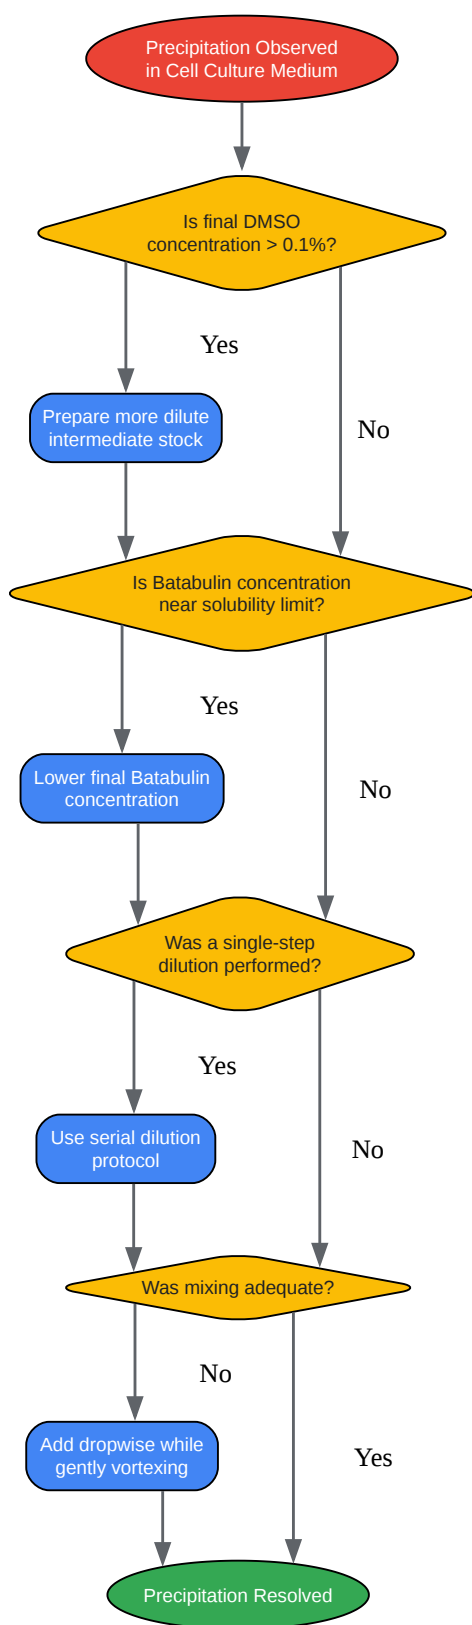 Precipitation Observed
in Cell Culture Medium
Is final DMSO
concentration > 0.1%?
Yes
Prepare more dilute
intermediate stock
No
Is Batabulin concentration
near solubility limit?
Yes
Lower final Batabulin
concentration
No
Was a single-step
dilution performed?
Yes
Use serial dilution
protocol
No
Was mixing adequate?
No
Add dropwise while
gently vortexing
Yes
Precipitation Resolved